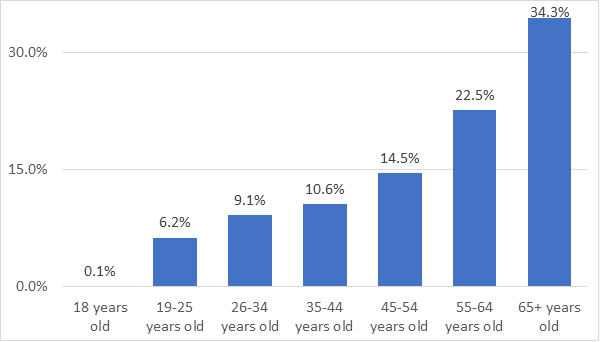 34.3%
30.0%
22.5%
15.0%
14.5%
10.6%
9.1%
6.2%
0.1%
0.0%
18 years old
19-25 years old
26-34 years old
35-44 years old
45-54 years old
55-64 years old
65+ years old